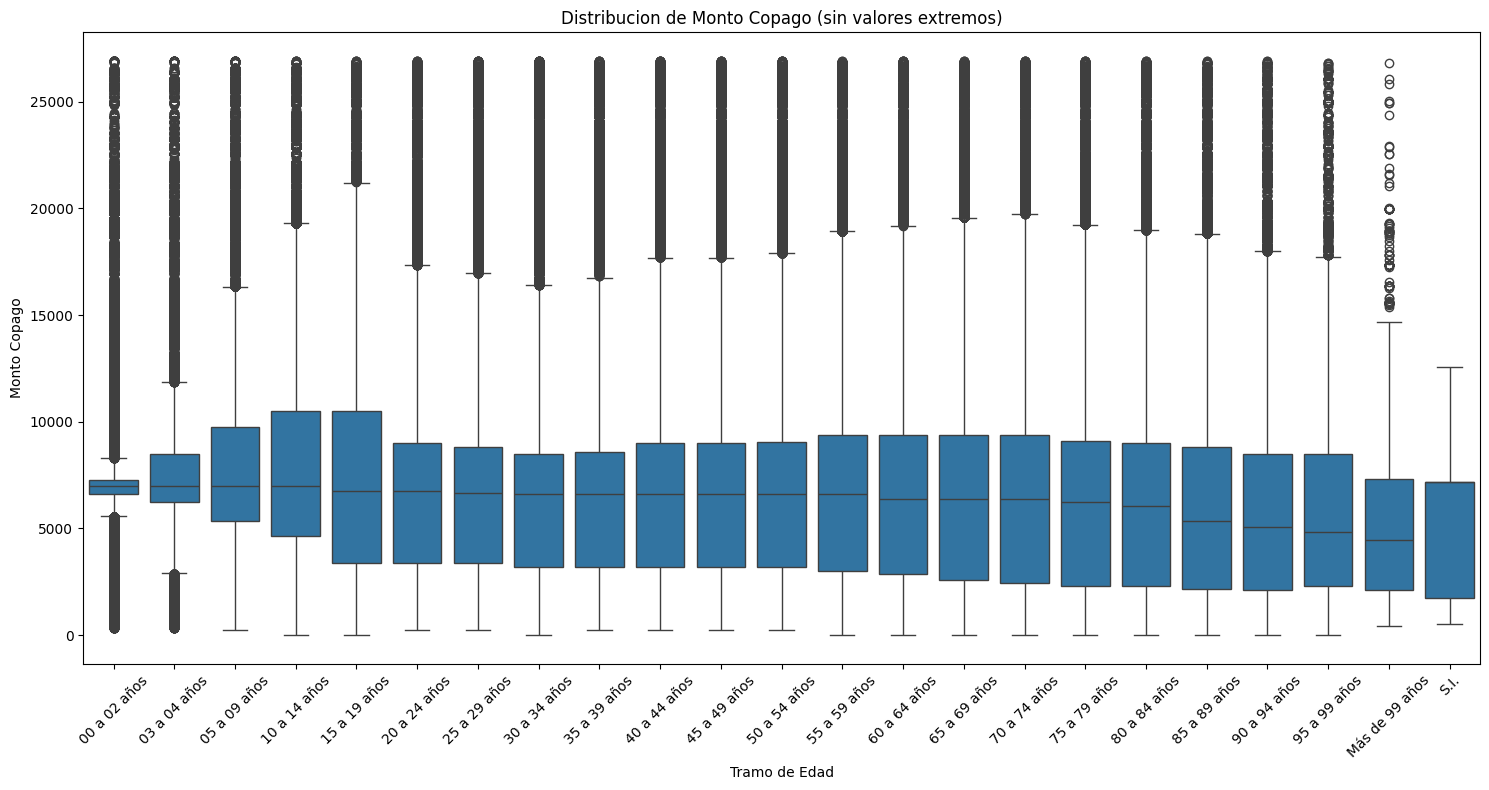 Distribucion de Monto Copago (sin valores extremos)
Monto Copago
25000
20000
15000
10000
5000
0
00 a 02 años
03 a 04 años
05 a 09 años
10 a 14 años
15 a 19 años
20 a 24 años
25 a 29 años
30 a 34 años
35 a 39 años
40 a 44 años
45 a 49 años
50 a 54 años
55 a 59 años
60 a 64 años
65 a 69 años
70 a 74 años
75 a 79 años
80 a 84 años
85 a 89 años
90 a 94 años
95 a 99 años
Más de 99 años
S.I.
Tramo de Edad